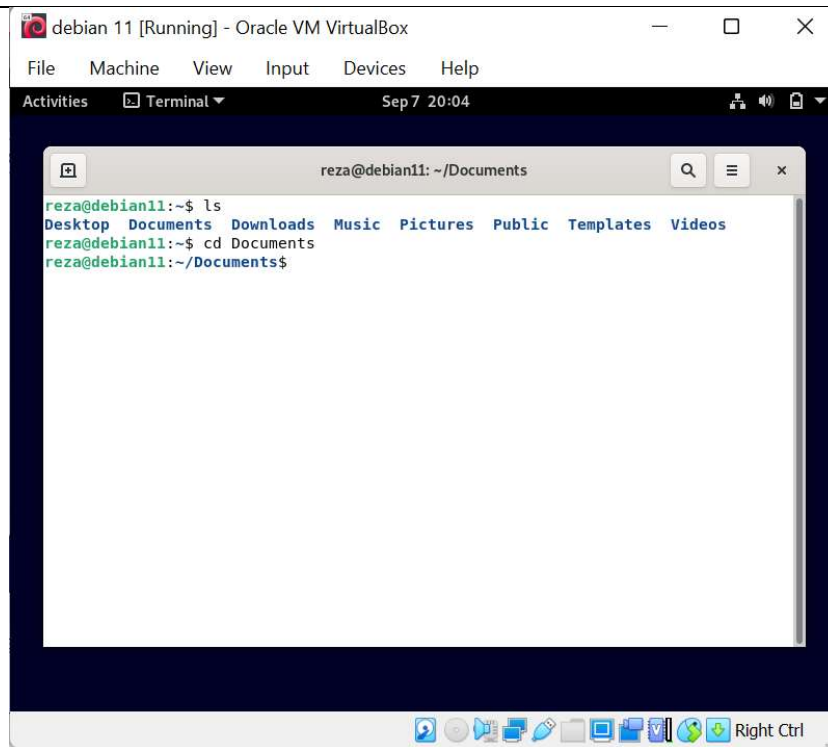 debian 11 [Running] - Oracle VM VirtualBox
File Machine View Input Devices Help
Activities Terminal Sep 7 20:04
reza@debian11: ~/Documents
reza@debian11:~$ ls
Desktop Documents Downloads Music Pictures Public Templates Videos
reza@debian11:~$ cd Documents
reza@debian11:~/Documents$
Right Ctrl